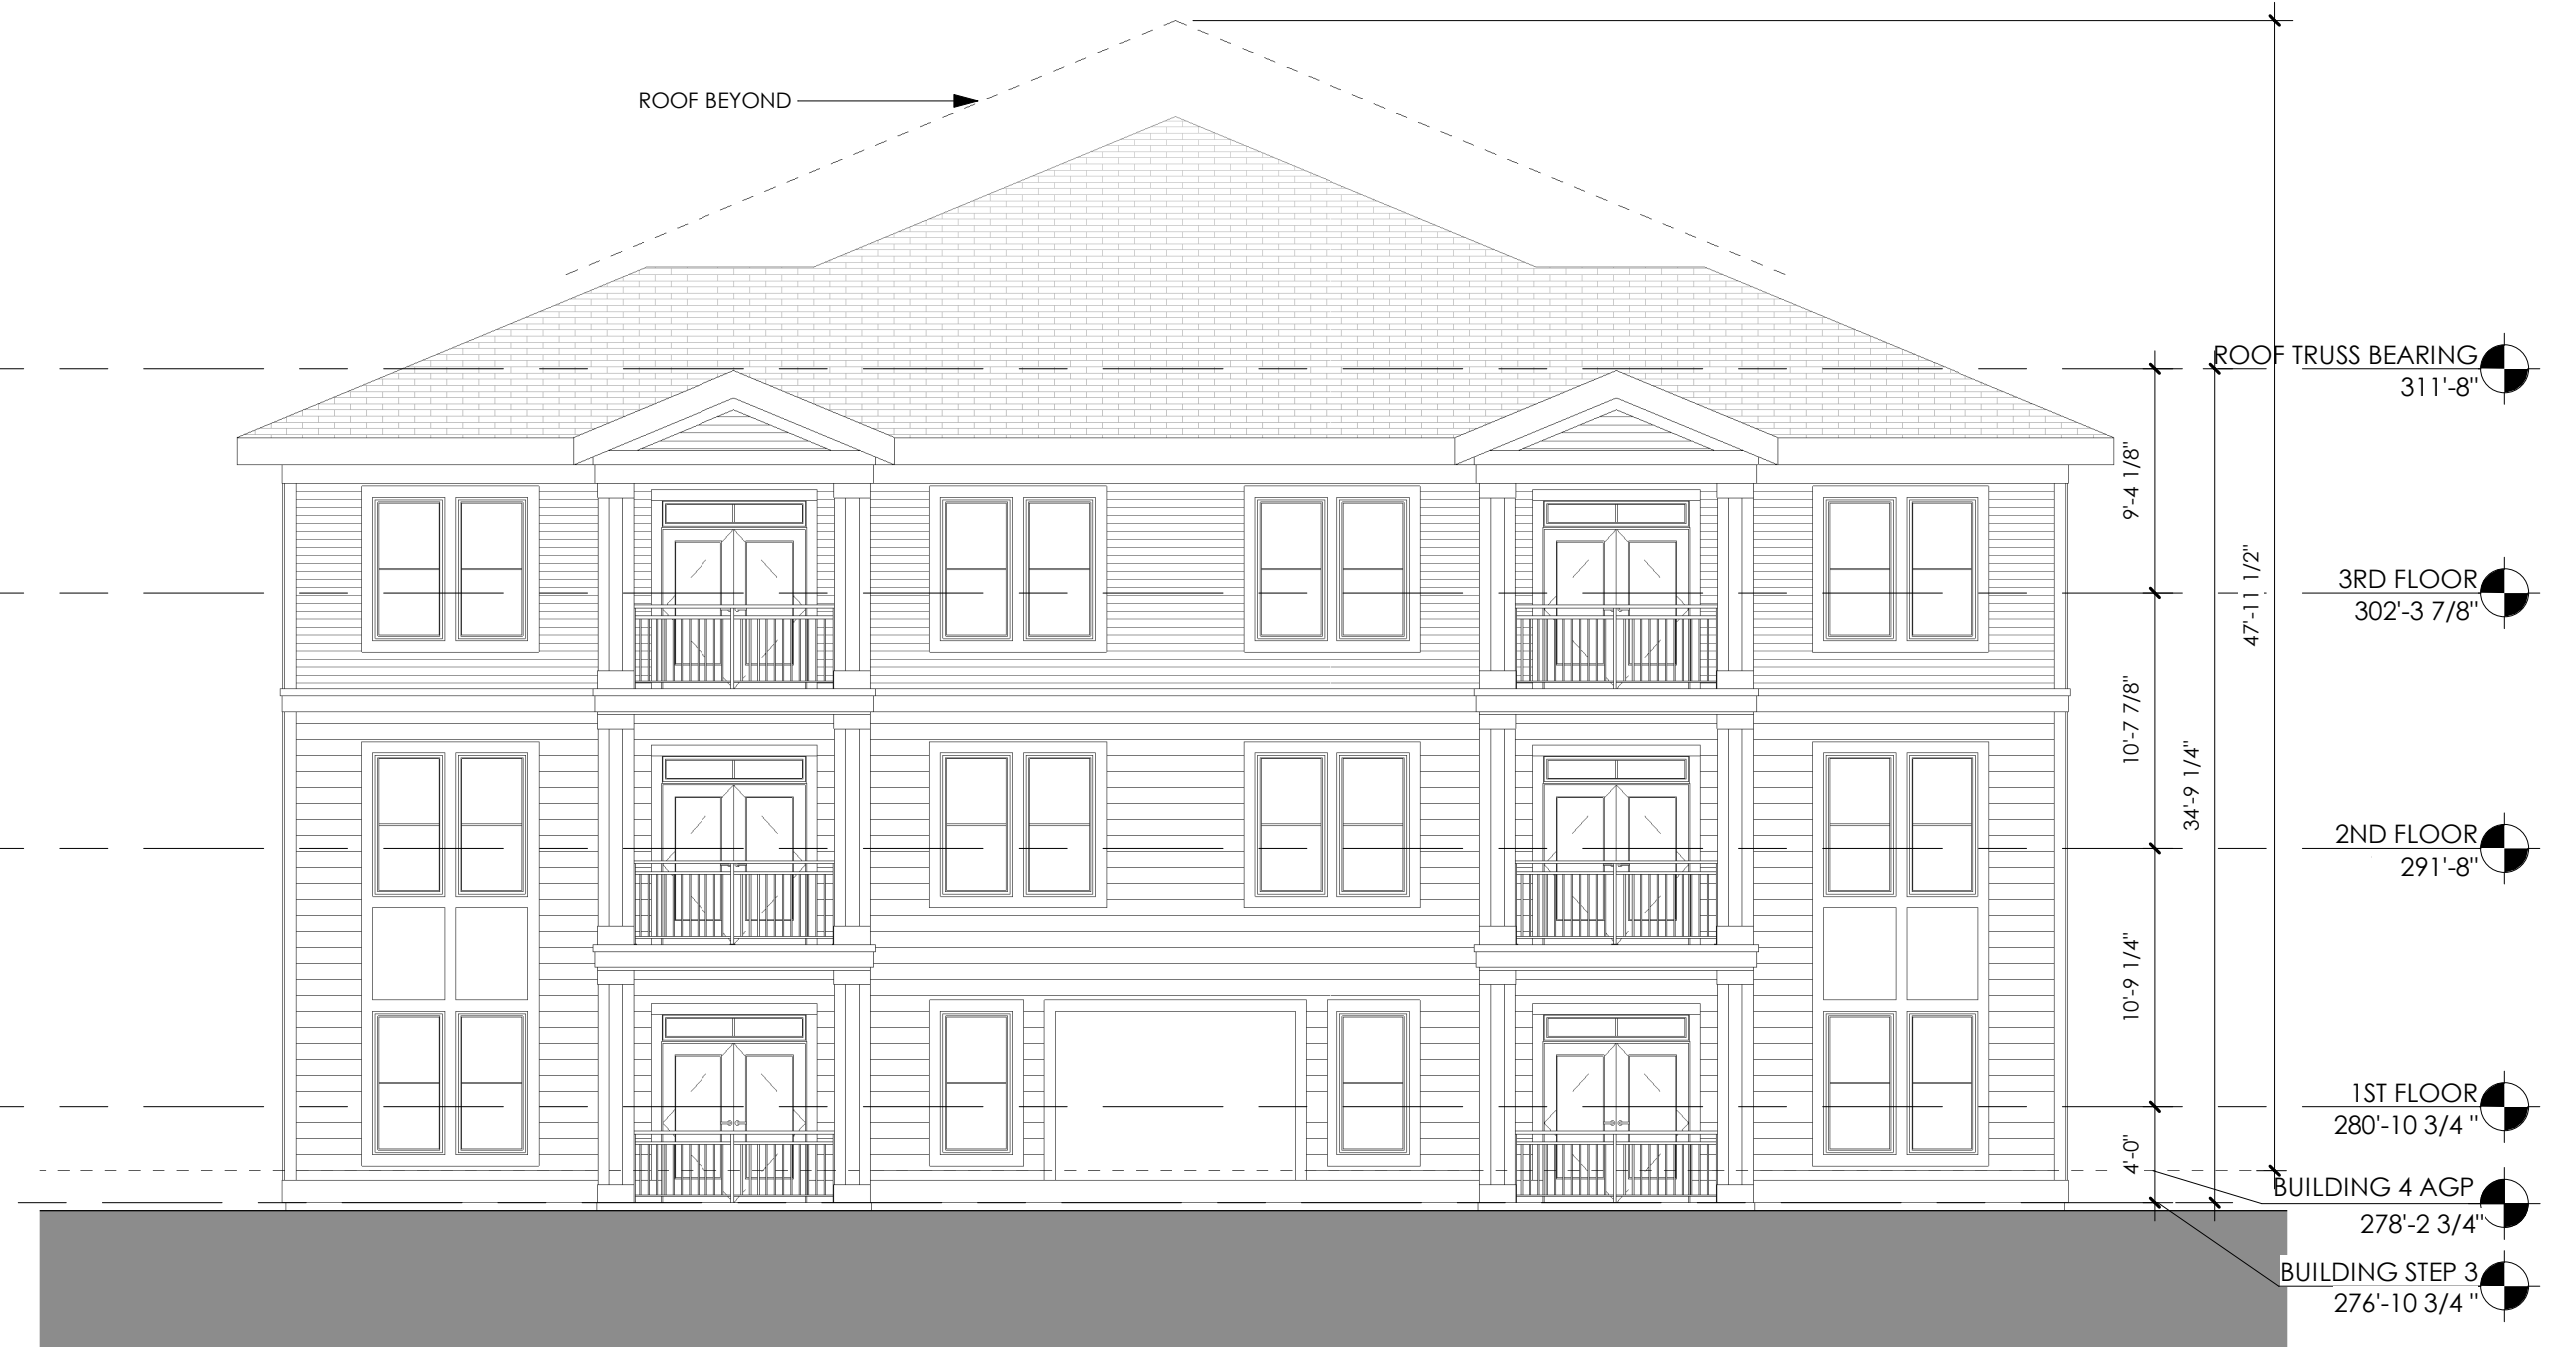 ROOF BEYOND
ROOF TRUSS BEARING
311'-8"
9'-4 1/8"
47'-11 1/2"
3RD FLOOR
302'-3 7/8"
10'-7 7/8"
34'-9 1/4"
2ND FLOOR
291'-8"
10'-9 1/4"
1ST FLOOR
280'-10 3/4 "
4'-0"
BUILDING 4 AGP
278'-2 3/4"
BUILDING STEP 3
276'-10 3/4 "